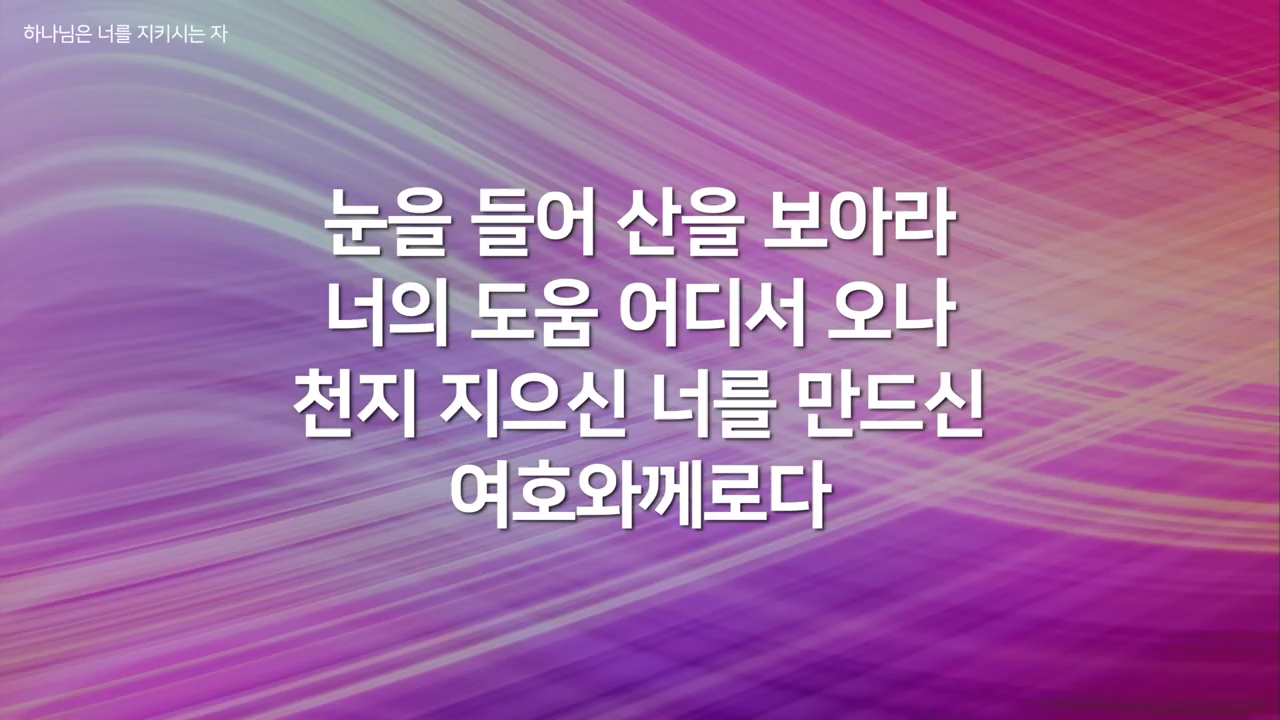 하나님은 너를 지키시는 자
눈을 들어 산을 보아라
너의 도움 어디서 오나
천지 지으신 너를 만드신
여호와께로다